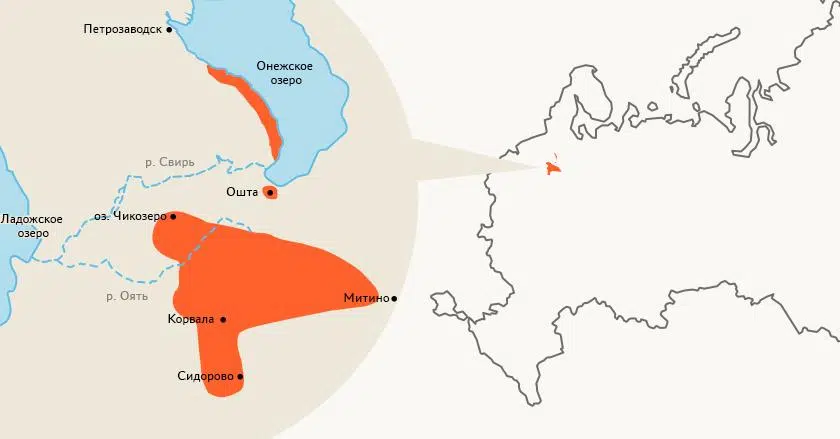 Петрозаводск
Онежское
озеро
р. Свирь
Ошта
оз. Чикозеро
Ладожское
озеро
р. Оять
Митино
Корвала
Сидорово